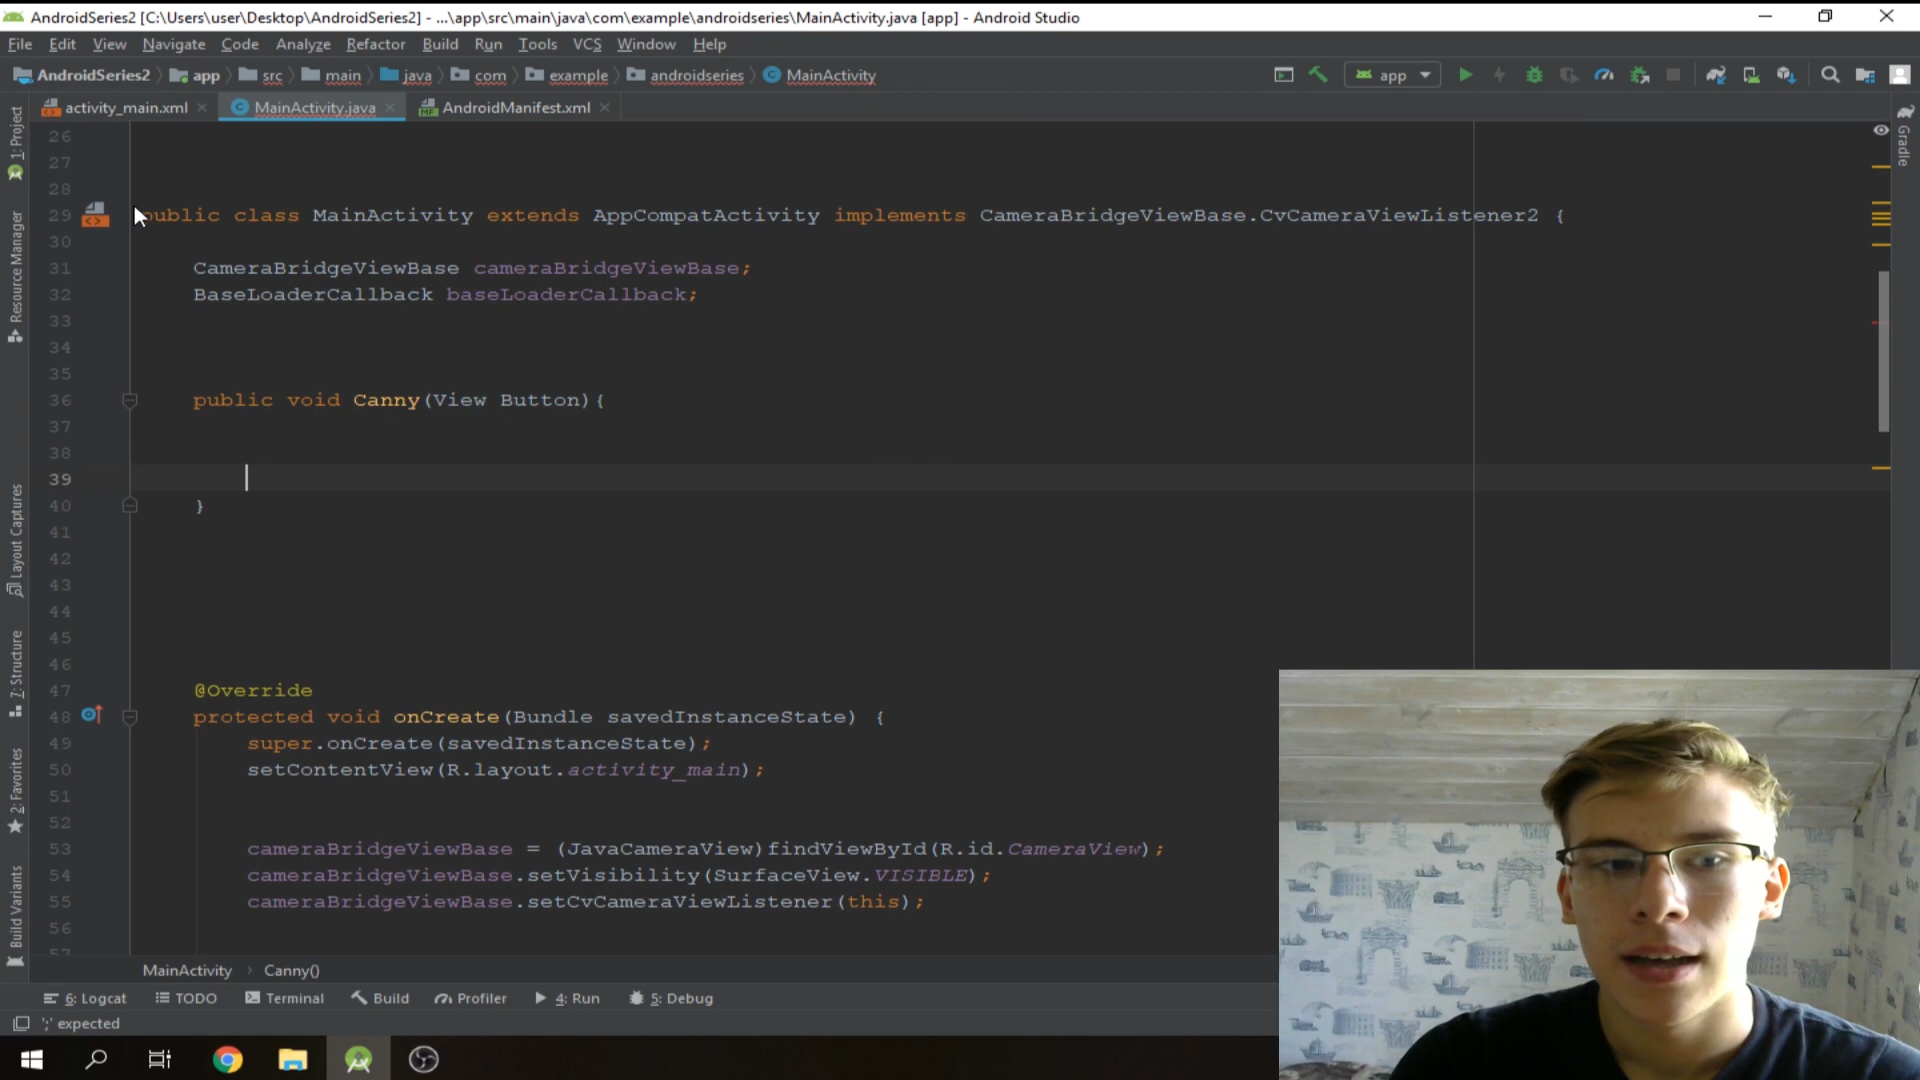 AndroidSeries2 [C:\Users\user\Desktop\AndroidSeries2] - ...\app\src\main\java\com\example\androidseries\MainActivity.java [app] - Android Studio
File Edit View Navigate Code Analyze Refactor Build Run Tools VCS Window Help
AndroidSeries2 app src main java com example androidseries MainActivity app
activity_main.xml MainActivity.java AndroidManifest.xml
1: Project
Resource Manager
Layout Captures
7: Structure
2: Favorites
Build Variants
Gradle
26
27
28
29 public class MainActivity extends AppCompatActivity implements CameraBridgeViewBase.CvCameraViewListener2 {
30
31 CameraBridgeViewBase cameraBridgeViewBase;
32 BaseLoaderCallback baseLoaderCallback;
33
34
35
36 public void Canny(View Button){
37
38
39
40 }
41
42
43
44
45
46
47 @Override
48 protected void onCreate(Bundle savedInstanceState) {
49 super.onCreate(savedInstanceState);
50 setContentView(R.layout.activity_main);
51
52
53 cameraBridgeViewBase = (JavaCameraView)findViewById(R.id.CameraView);
54 cameraBridgeViewBase.setVisibility(SurfaceView.VISIBLE);
55 cameraBridgeViewBase.setCvCameraViewListener(this);
56
57
MainActivity Canny()
6: Logcat TODO Terminal Build Profiler 4: Run 5: Debug
';' expected